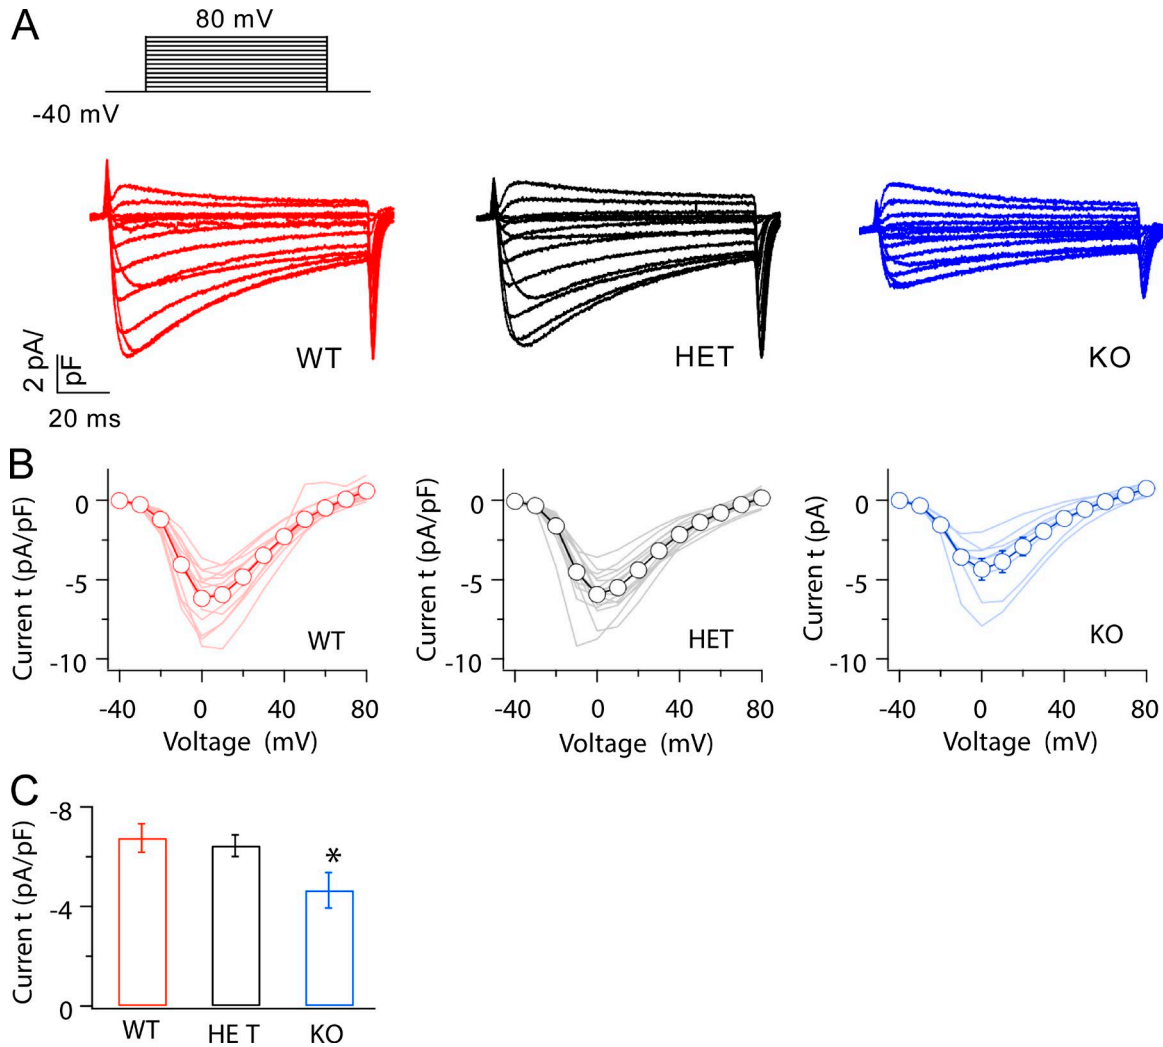 A
80 mV
-40 mV
WT
HET
KO
2 pA/
pF
20 ms
B
Curren t (pA/pF)
0
-5
-10
WT
-40 0 40 80
Voltage (mV)
Curren t (pA/pF)
0
-5
-10
HET
-40 0 40 80
Voltage (mV)
Curren t (pA)
0
-5
-10
KO
-40 0 40 80
Voltage (mV)
C
Curren t (pA/pF)
-8
-4
0
*
WT HE T KO